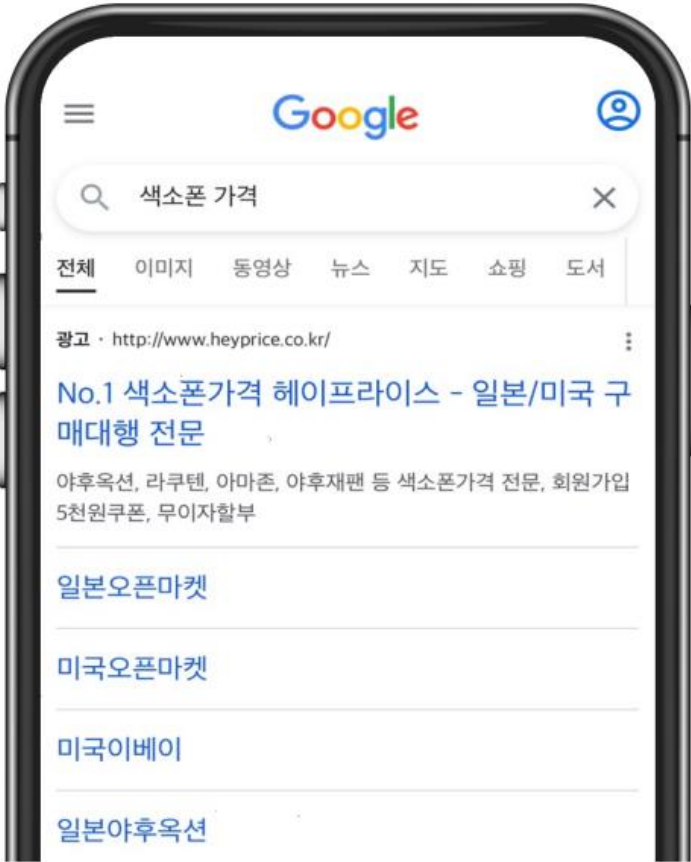 Google
색소폰 가격
전체 이미지 동영상 뉴스 지도 쇼핑 도서
광고 · http://www.heyprice.co.kr/
No.1 색소폰가격 헤이프라이스 - 일본/미국 구
매대행 전문
야후옥션, 라쿠텐, 아마존, 야후재팬 등 색소폰가격 전문, 회원가입
5천원쿠폰, 무이자할부
일본오픈마켓
미국오픈마켓
미국이베이
일본야후옥션